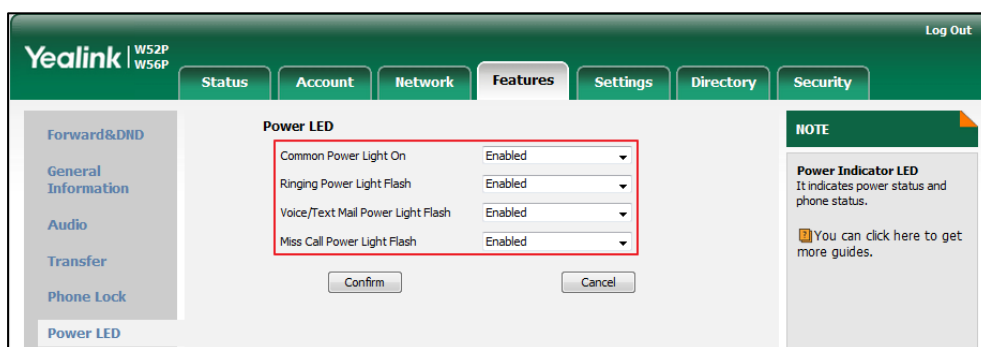 Log Out
Yealink | W52P
W56P
Status Account Network Features Settings Directory Security
Forward&DND
General
Information
Audio
Transfer
Phone Lock
Power LED
Power LED
Common Power Light On Enabled
Ringing Power Light Flash Enabled
Voice/Text Mail Power Light Flash Enabled
Miss Call Power Light Flash Enabled
Confirm Cancel
NOTE
Power Indicator LED
It indicates power status and
phone status.
You can click here to get
more guides.